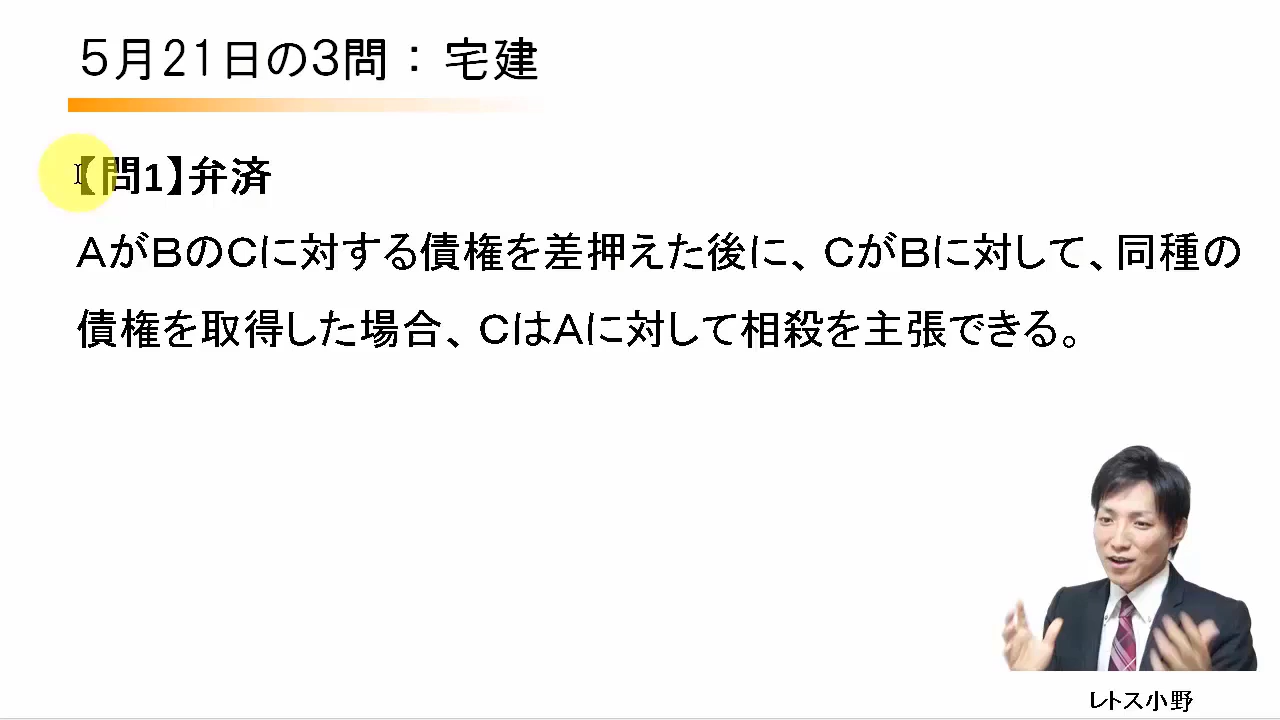 ５月21日の3問：宅建
【問1】弁済
ＡがＢのＣに対する債権を差押えた後に、ＣがＢに対して、同種の
債権を取得した場合、ＣはＡに対して相殺を主張できる。
レトス小野